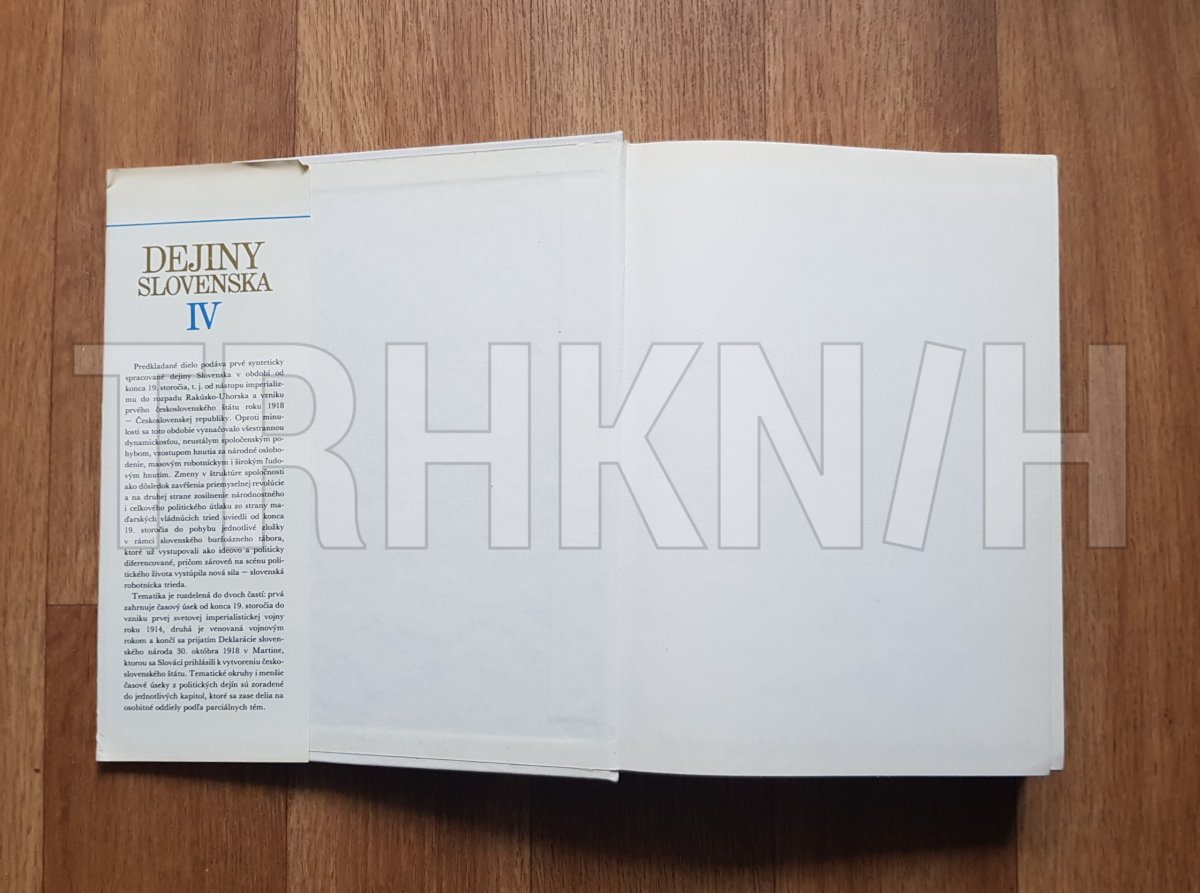 DEJINY
SLOVENSKA
IV
Predkladané dielo podáva prvé synteticky
spracované dejiny Slovenska v období od
konca 19. storočia, t. j. od nástupu imperializ-
mu do rozpadu Rakúsko-Uhorska a vzniku
prvého československého štátu roku 1918
— Československej republiky. Oproti minu-
losti sa toto obdobie vyznačovalo všestrannou
dynamickosťou, neustálym spoločenským po-
hybom, vzostupom hnutia za národné oslobo-
denie, masovým robotníckym i širokým ľudo-
vým hnutím. Zmeny v štruktúre spoločnosti
ako dôsledok zavŕšenia priemyselnej revolúcie
a na druhej strane zosilnenie národnostného
i celkového politického útlaku zo strany ma-
ďarských vládnúcich tried uviedli od konca
19. storočia do pohybu jednotlivé zložky
v rámci slovenského buržoázneho tábora,
ktoré už vystupovali ako ideovo a politicky
diferencované, pričom zároveň na scénu poli-
tického života vystúpila nová sila — slovenská
robotnícka trieda.
Tematika je rozdelená do dvoch častí: prvá
zahrnuje časový úsek od konca 19. storočia do
vzniku prvej svetovej imperialistickej vojny
roku 1914, druhá je venovaná vojnovým
rokom a končí sa prijatím Deklarácie sloven-
ského národa 30. októbra 1918 v Martine,
ktorou sa Slováci prihlásili k vytvoreniu česko-
slovenského štátu. Tematické okruhy i menšie
časové úseky z politických dejín sú zoradené
do jednotlivých kapitol, ktoré sa zase delia na
osobitné oddiely podľa parciálnych tém.
TRHKN/H